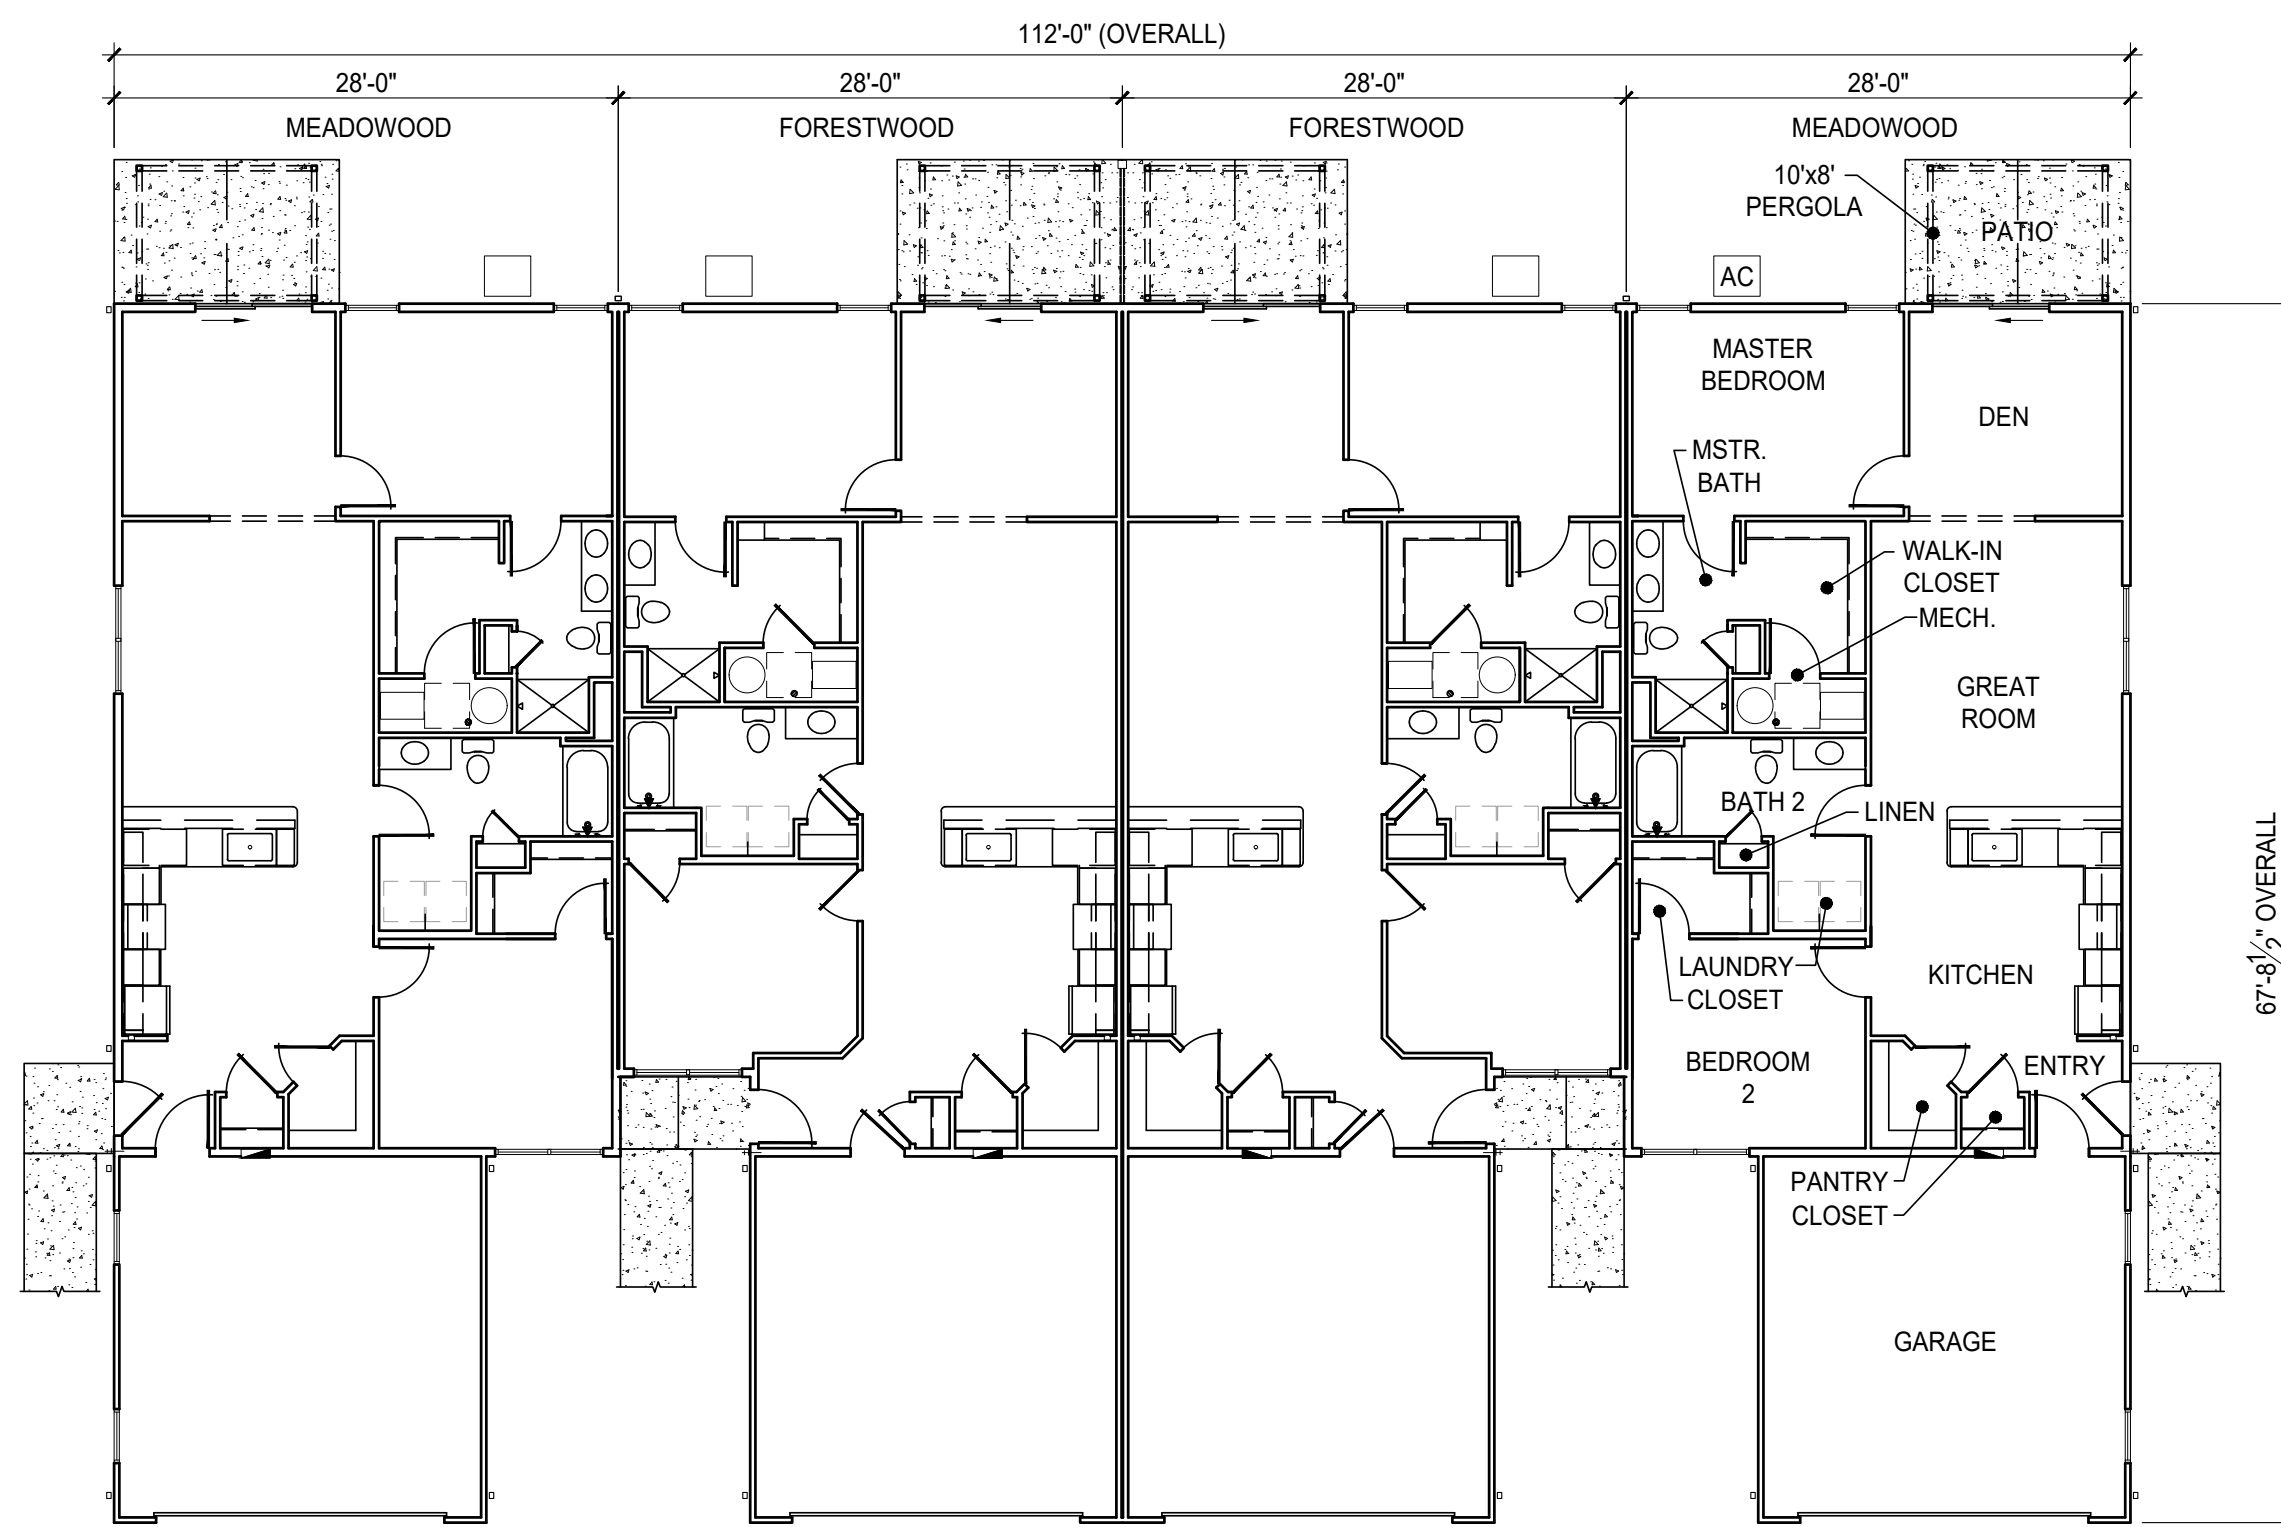 112'-0" (OVERALL)
28'-0"
28'-0"
28'-0"
28'-0"
MEADOWOOD
FORESTWOOD
FORESTWOOD
MEADOWOOD
10'x8'
PERGOLA
PATIO
AC
MASTER
BEDROOM
DEN
MSTR.
BATH
WALK-IN
CLOSET
MECH.
GREAT
ROOM
BATH 2
LINEN
LAUNDRY
CLOSET
KITCHEN
BEDROOM
2
ENTRY
PANTRY
CLOSET
GARAGE
67'-8½" OVERALL